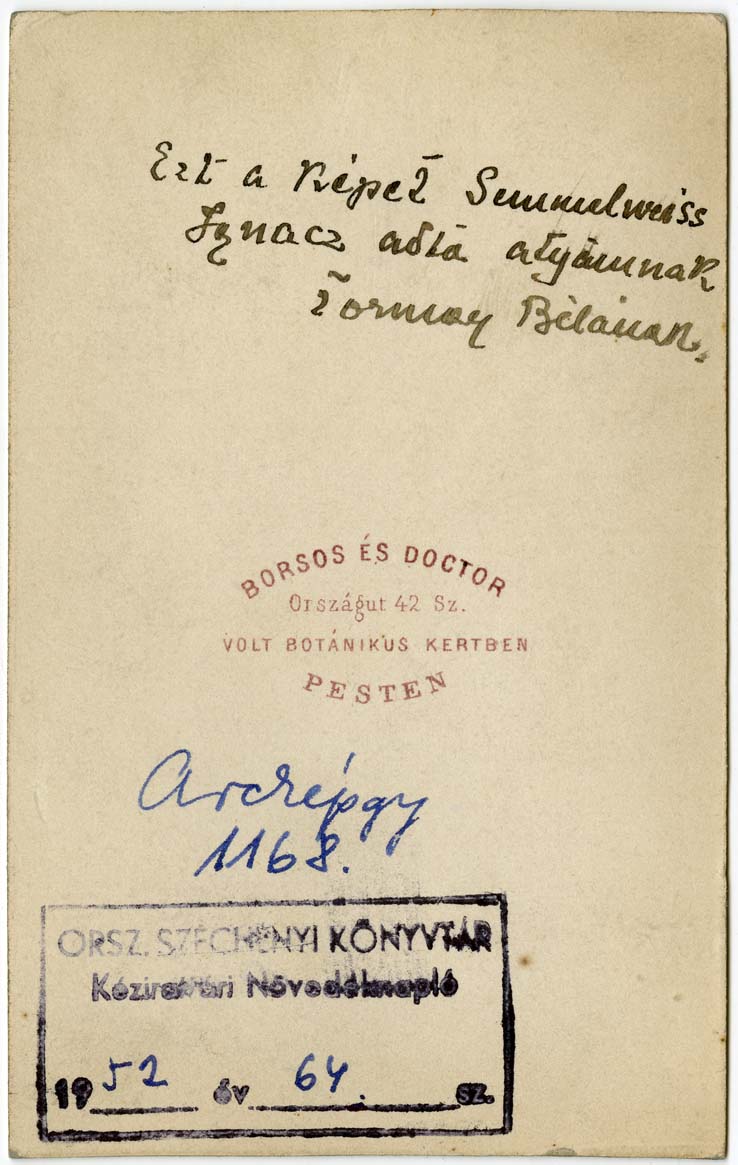 Ezt a képet Semmelweiss
Ignacz adta atyámnak
Tormay Bélának.
BORSOS ÉS DOCTOR
Országut 42 Sz.
VOLT BOTÁNIKUS KERTBEN
PESTEN
Arcképgy
1168.
ORSZ. SZÉCHÉNYI KÖNYVTÁR
Kézirattári Növedéknapló
1952 év 64. sz.